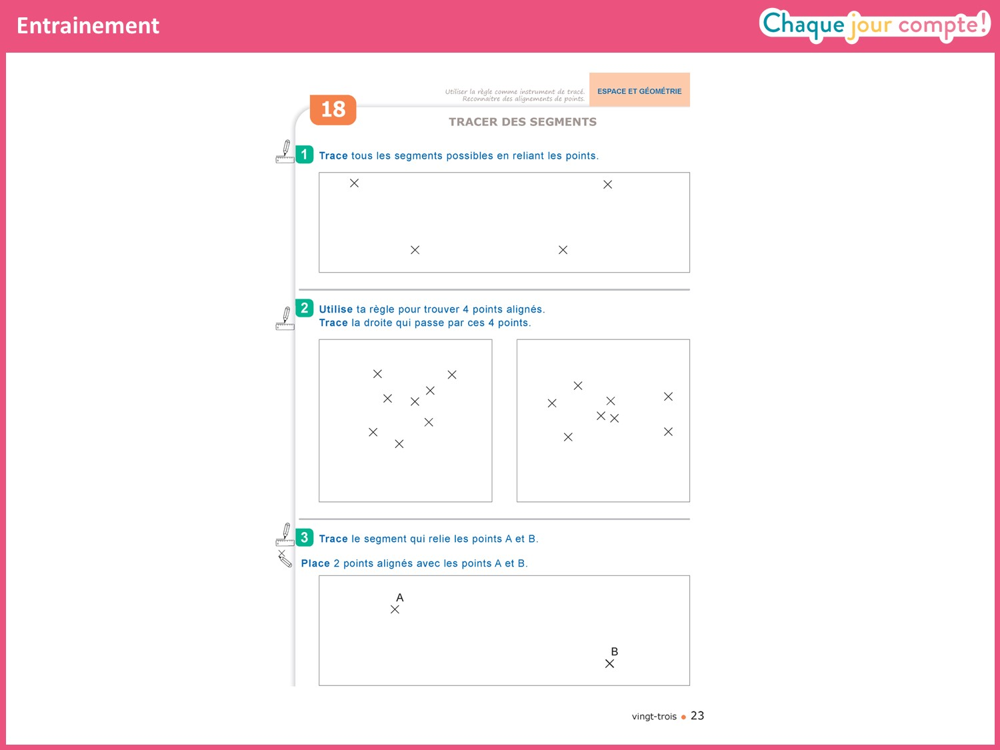 Entrainement
Chaque jour compte!
Utiliser la règle comme instrument de tracé.
Reconnaitre des alignements de points.
ESPACE ET GÉOMÉTRIE
18
TRACER DES SEGMENTS
1 Trace tous les segments possibles en reliant les points.
2 Utilise ta règle pour trouver 4 points alignés.
Trace la droite qui passe par ces 4 points.
3 Trace le segment qui relie les points A et B.
Place 2 points alignés avec les points A et B.
A
B
vingt-trois • 23